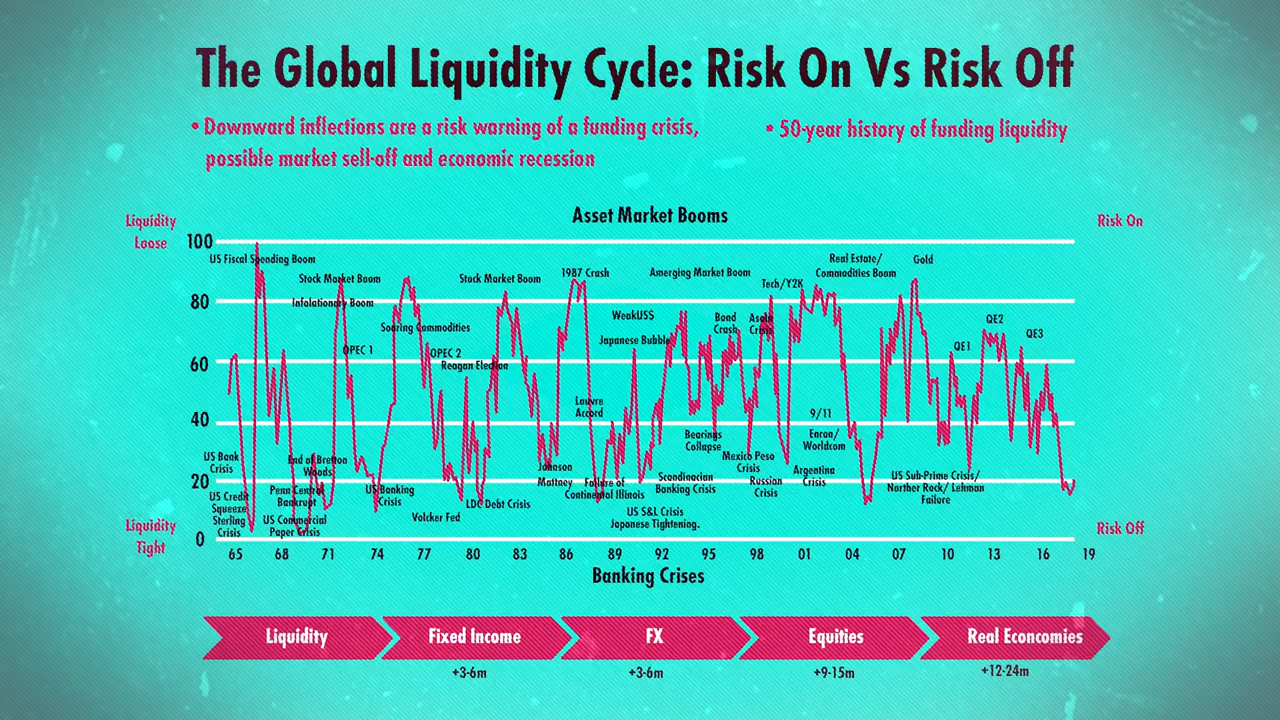 The Global Liquidity Cycle: Risk On Vs Risk Off
• Downward inflections are a risk warning of a funding crisis,
possible market sell-off and economic recession
• 50-year history of funding liquidity
Asset Market Booms
Liquidity
Loose
Risk On
100
80
60
40
20
0
US Fiscal Spending Boom
Stock Market Boom
Infolationary Boom
OPEC 1
Soaring Commodities
OPEC 2
Reagan Election
Stock Market Boom
1987 Crash
WeakUS$
Japanese Bubble
Amerging Market Boom
Bond
Crash
Tech/Y2K
Asain
Crisis
Real Estate/
Commodities Boom
Gold
QE1
QE2
QE3
US Bank
Crisis
US Credit
Squeeze
Sterling
Crisis
End of Bretton
Woods
Penn Central
Bankrupt
US Commercial
Paper Crisis
US Banking
Crisis
Volcker Fed
LDC Debt Crisis
Johnson
Mattney
Louvre
Accord
Failure of
Continental Illinois
US S&L Crisis
Japonese Tightening.
Scandinacian
Banking Crisis
Bearings
Collapse
Mexico Peso
Crisis
Russian
Crisis
9/11
Enron/
Worldcom
Argentina
Crisis
US Sub-Prime Crisis/
Norther Rock/ Lehman
Failure
Liquidity
Tight
Risk Off
65 68 71 74 77 80 83 86 89 92 95 98 01 04 07 10 13 16 19
Banking Crises
Liquidity
Fixed Income
FX
Equities
Real Economies
+3-6m
+3-6m
+9-15m
+12-24m